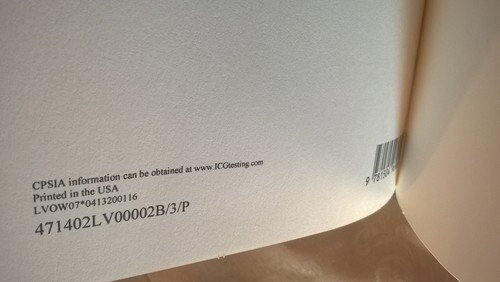 CPSIA information can be obtained at www.ICGtesting.com
Printed in the USA
LVOW07*0413200116
471402LV00002B/3/P